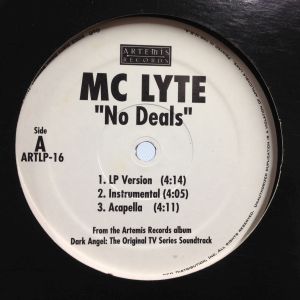 ARTEMIS
RECORDS
MC LYTE
"No Deals"
Side
A
ARTLP-16
1. LP Version (4:14)
2. Instrumental (4:05)
3. Acapella (4:11)
From the Artemis Records album
Dark Angel: The Original TV Series Soundtrack